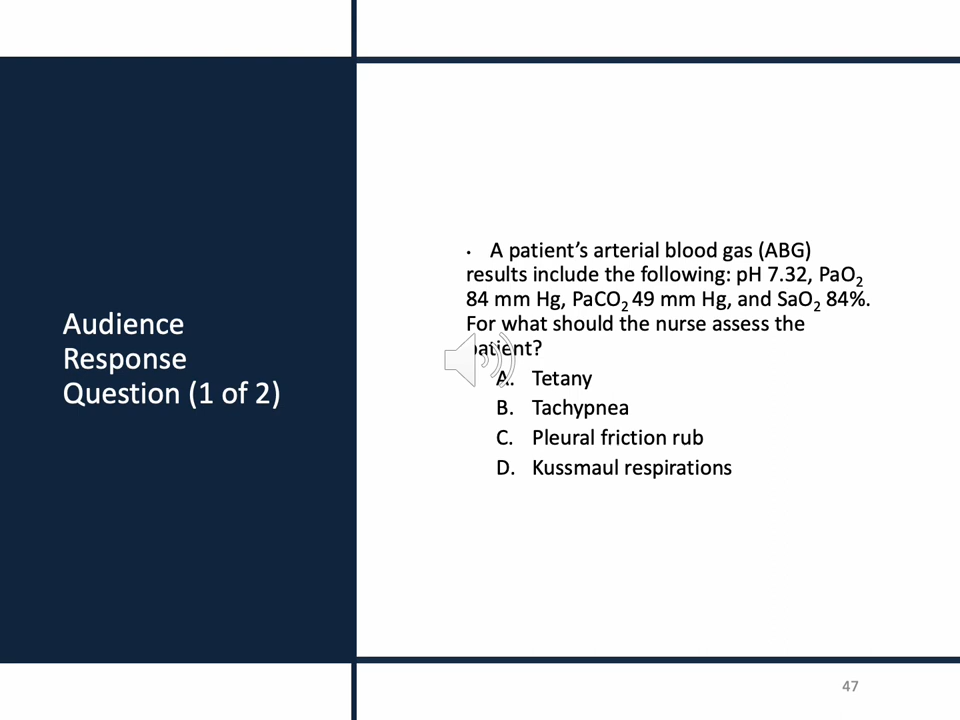 Audience
Response
Question (1 of 2)
• A patient’s arterial blood gas (ABG)
results include the following: pH 7.32, PaO₂
84 mm Hg, PaCO₂ 49 mm Hg, and SaO₂ 84%.
For what should the nurse assess the
patient?
A. Tetany
B. Tachypnea
C. Pleural friction rub
D. Kussmaul respirations
47